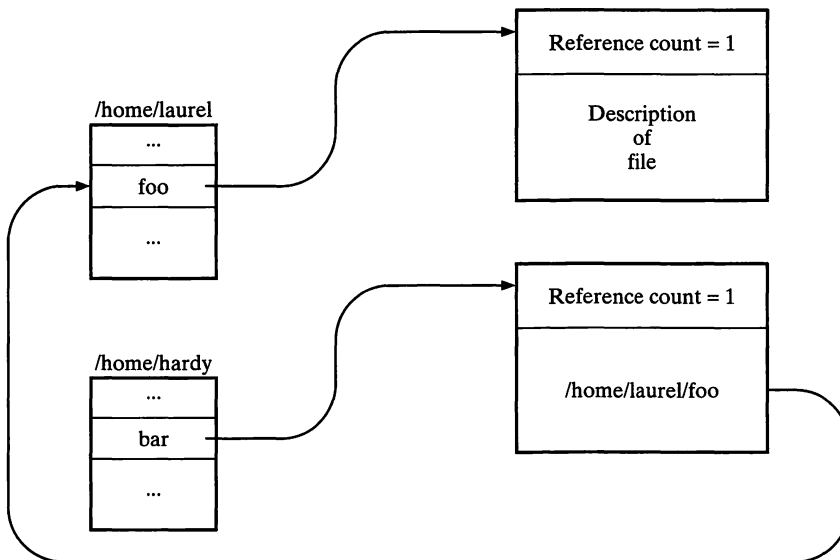 /home/laurel
...
foo
...
Reference count = 1
Description
of
file
/home/hardy
...
bar
...
Reference count = 1
/home/laurel/foo